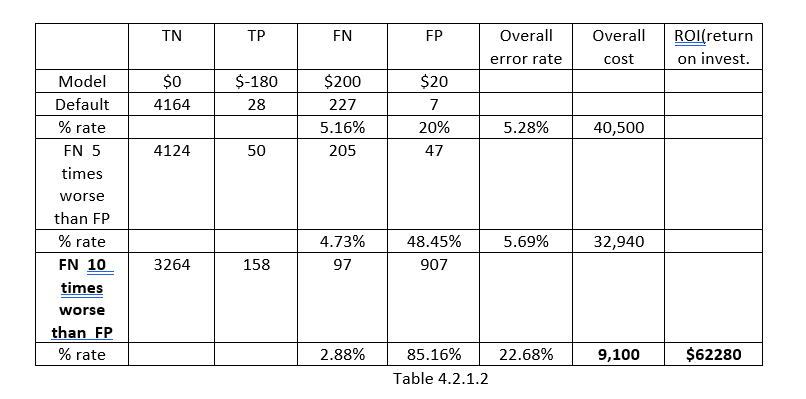 TN TP FN FP Overall error rate Overall cost ROI(return on invest.
Model $0 $-180 $200 $20
Default 4164 28 227 7
% rate 5.16% 20% 5.28% 40,500
FN 5 times worse than FP 4124 50 205 47
% rate 4.73% 48.45% 5.69% 32,940
FN 10 times worse than FP 3264 158 97 907
% rate 2.88% 85.16% 22.68% 9,100 $62280
Table 4.2.1.2